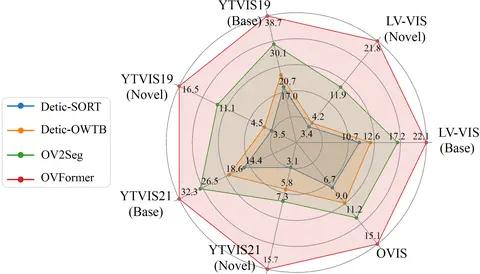 YTVIS19
(Base)
38.7
LV-VIS
(Novel)
21.8
30.1
YTVIS19
(Novel)
16.5
20.7
17.0
11.9
11.1
4.5
4.2
3.5
3.4
10.7
12.6
17.2
22.1
LV-VIS
(Base)
Detic-SORT
Detic-OWTB
OV2Seg
OVFormer
14.4
18.6
26.5
32.3
YTVIS21
(Base)
3.1
5.8
7.3
6.7
9.0
11.2
15.1
OVIS
YTVIS21
(Novel)
15.7